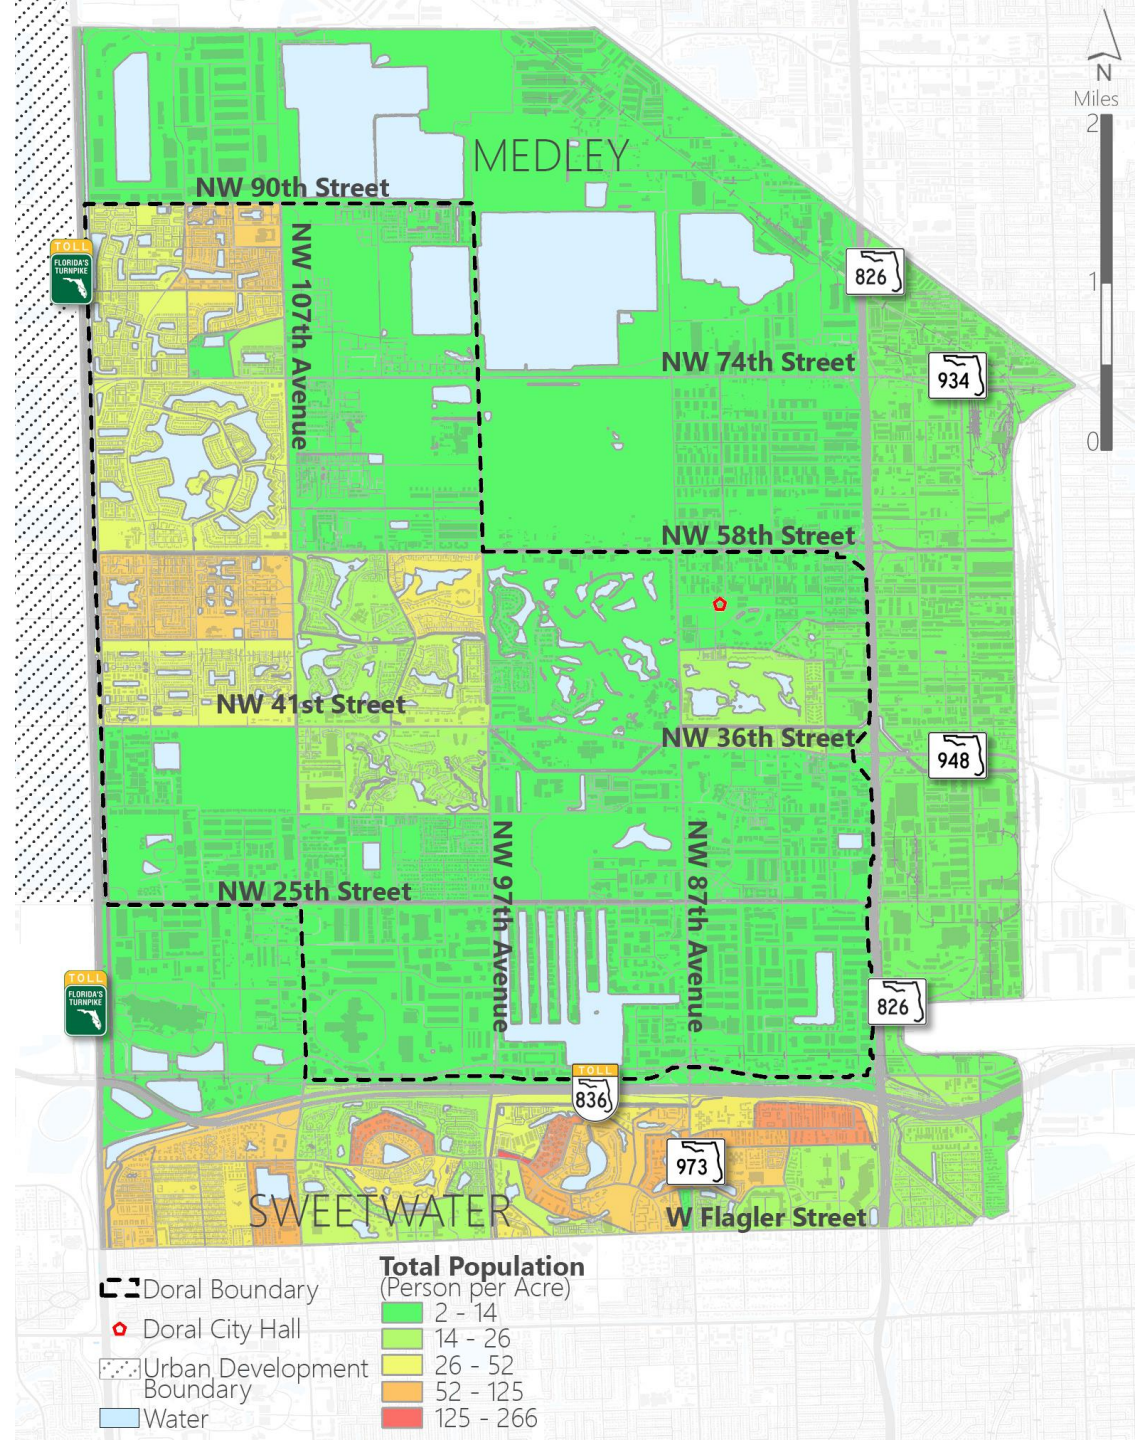 N
Miles
2
MEDLEY
NW 90th Street
TOLL
FLORIDA'S
TURNPIKE
NW 107th Avenue
826
1
NW 74th Street
934
0
NW 58th Street
NW 41st Street
NW 36th Street
948
NW 97th Avenue
NW 87th Avenue
NW 25th Street
TOLL
FLORIDA'S
TURNPIKE
826
TOLL
836
973
SWEETWATER
W Flagler Street
Doral Boundary
Doral City Hall
Urban Development
Boundary
Water
Total Population
(Person per Acre)
2 - 14
14 - 26
26 - 52
52 - 125
125 - 266